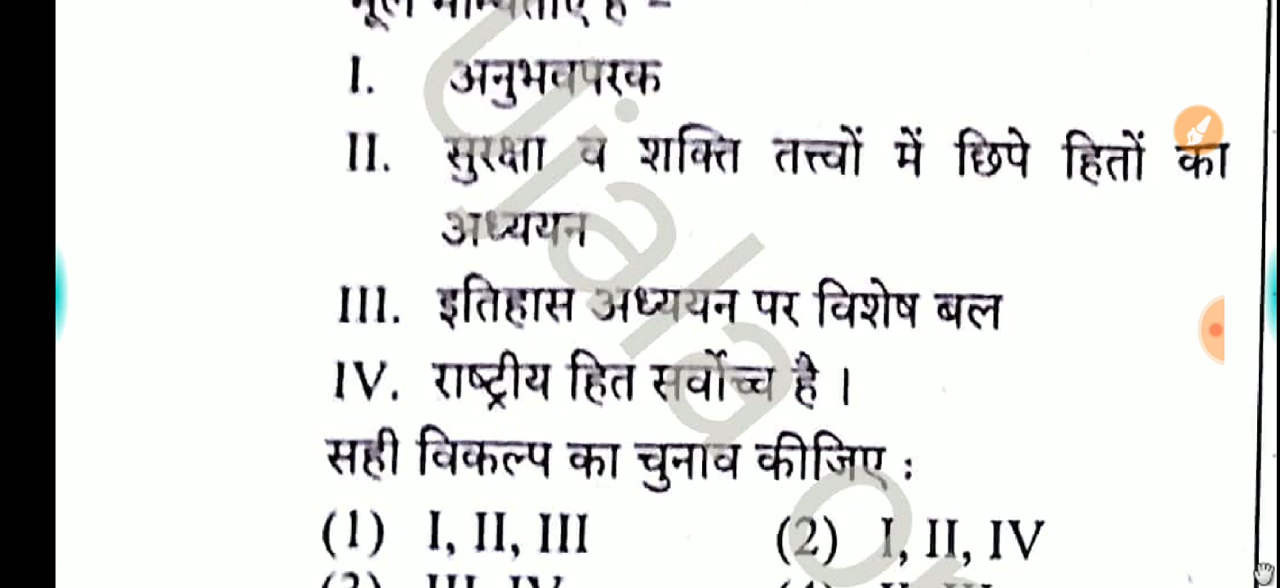 मूल मान्यताएँ हैं –
I. अनुभवपरक
II. सुरक्षा व शक्ति तत्त्वों में छिपे हितों का
अध्ययन
III. इतिहास अध्ययन पर विशेष बल
IV. राष्ट्रीय हित सर्वोच्च है ।
सही विकल्प का चुनाव कीजिए :
(1) I, II, III (2) I, II, IV